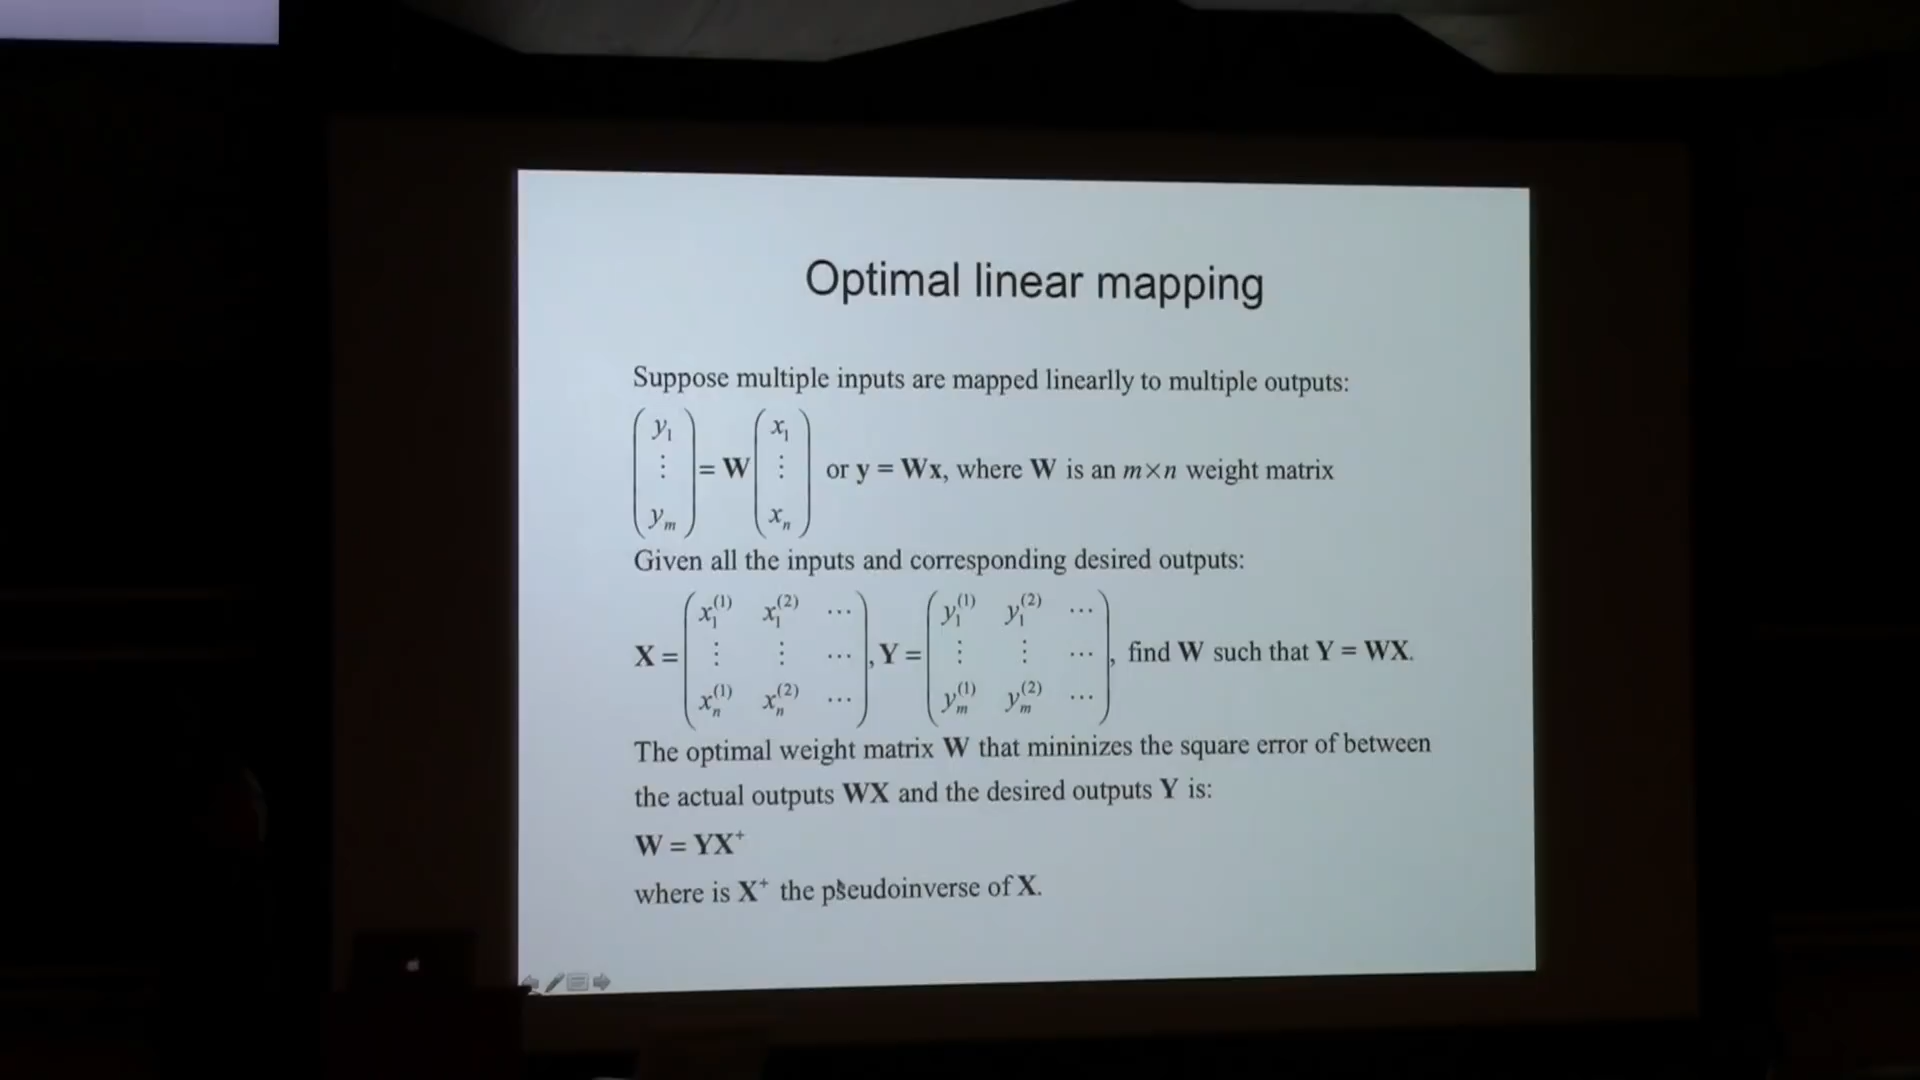 Optimal linear mapping
Suppose multiple inputs are mapped linearlly to multiple outputs:
(y₁ ⋮ yₘ) = W (x₁ ⋮ xₙ) or y = Wx, where W is an m×n weight matrix
Given all the inputs and corresponding desired outputs:
X = (x₁⁽¹⁾ x₁⁽²⁾ ⋯ ⋮ ⋮ ⋯ xₙ⁽¹⁾ xₙ⁽²⁾ ⋯), Y = (y₁⁽¹⁾ y₁⁽²⁾ ⋯ ⋮ ⋮ ⋯ yₘ⁽¹⁾ yₘ⁽²⁾ ⋯), find W such that Y = WX.
The optimal weight matrix W that mininizes the square error of between
the actual outputs WX and the desired outputs Y is:
W = YX⁺
where is X⁺ the pseudoinverse of X.